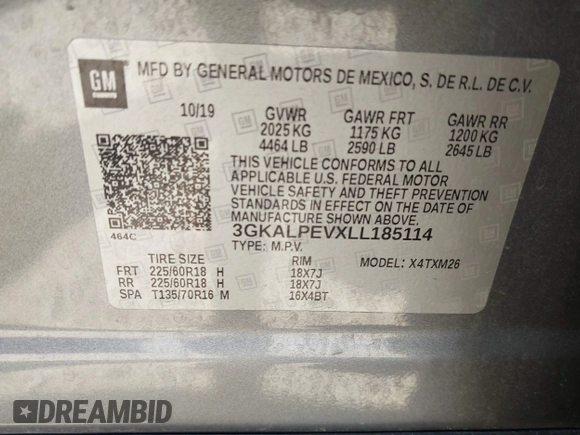 GM MFD BY GENERAL MOTORS DE MEXICO, S. DE R.L. DE C.V.
10/19 GVWR GAWR FRT GAWR RR
2025 KG 1175 KG 1200 KG
4464 LB 2590 LB 2645 LB
THIS VEHICLE CONFORMS TO ALL
APPLICABLE U.S. FEDERAL MOTOR
VEHICLE SAFETY AND THEFT PREVENTION
STANDARDS IN EFFECT ON THE DATE OF
MANUFACTURE SHOWN ABOVE.
464C 3GKALPEVXLL185114
TYPE: M.P.V. MODEL: X4TXM26
TIRE SIZE RIM
FRT 225/60R18 H 18X7J
RR 225/60R18 H 18X7J
SPA T135/70R16 M 16X4BT
DREAMBID